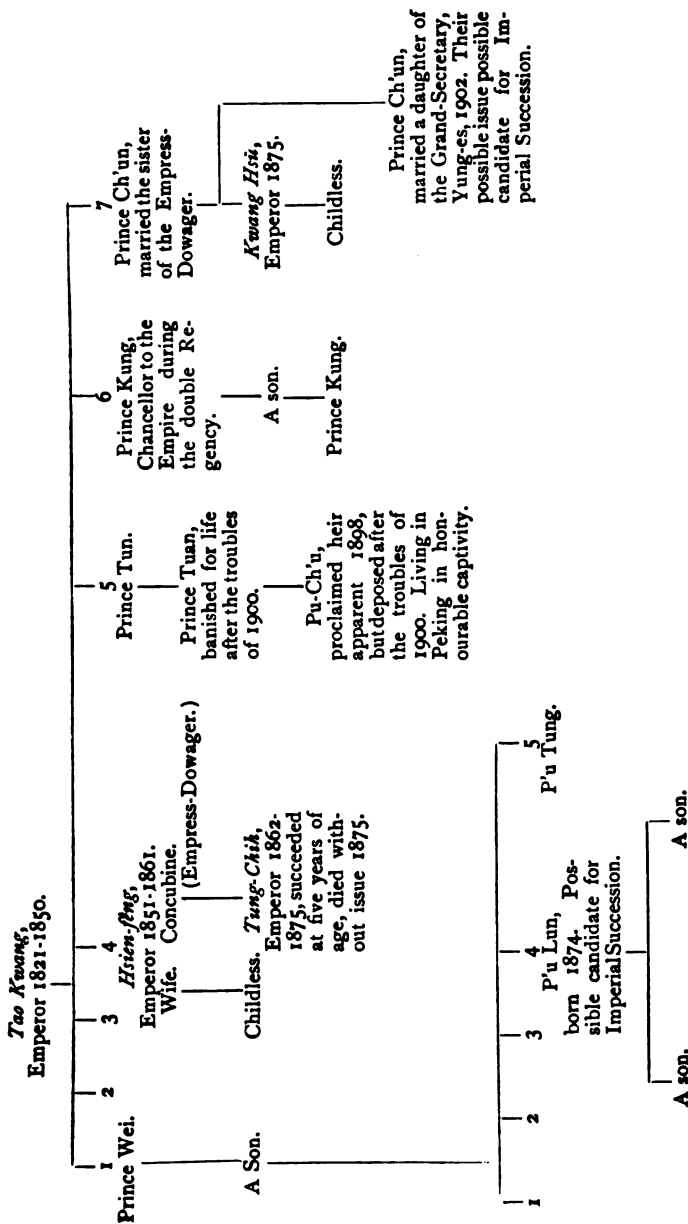 Tao Kwang,
Emperor 1821-1850.
1
2
3
4
5
6
7
Prince Wei.
A Son.
Hsien-fêng,
Emperor 1851-1861.
Wife. Concubine.
(Empress-Dowager.)
Childless.
Tung-Chih,
Emperor 1862-
1875, succeeded
at five years of
age, died with-
out issue 1875.
Prince Tun.
Prince Tuan,
banished for life
after the troubles
of 1900.
Pu-Ch'u,
proclaimed heir
apparent 1898,
but deposed after
the troubles of
1900. Living in
Peking in hon-
ourable captivity.
Prince Kung,
Chancellor to the
Empire during
the double Re-
gency.
A son.
Prince Kung.
Prince Ch'un,
married the sister
of the Empress-
Dowager.
Kwang Hsü,
Emperor 1875.
Childless.
Prince Ch'un,
married a daughter of
the Grand-Secretary,
Yung-es, 1902. Their
possible issue possible
candidate for Im-
perial Succession.
1
2
3
4
5
P'u Lun,
born 1874. Pos-
sible candidate for
Imperial Succession.
P'u Tung.
A son.
A son.